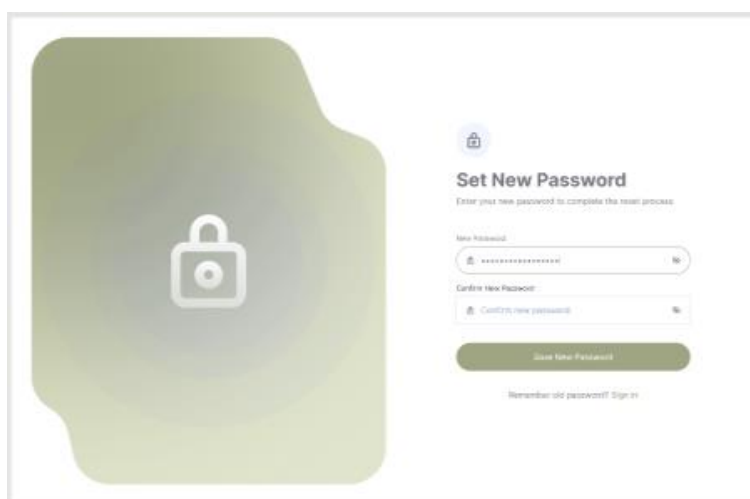 Set New Password
Enter your new password to complete the reset process
New Password
••••••••••••••••
Confirm New Password
Confirm new password
Save New Password
Remember old password? Sign in